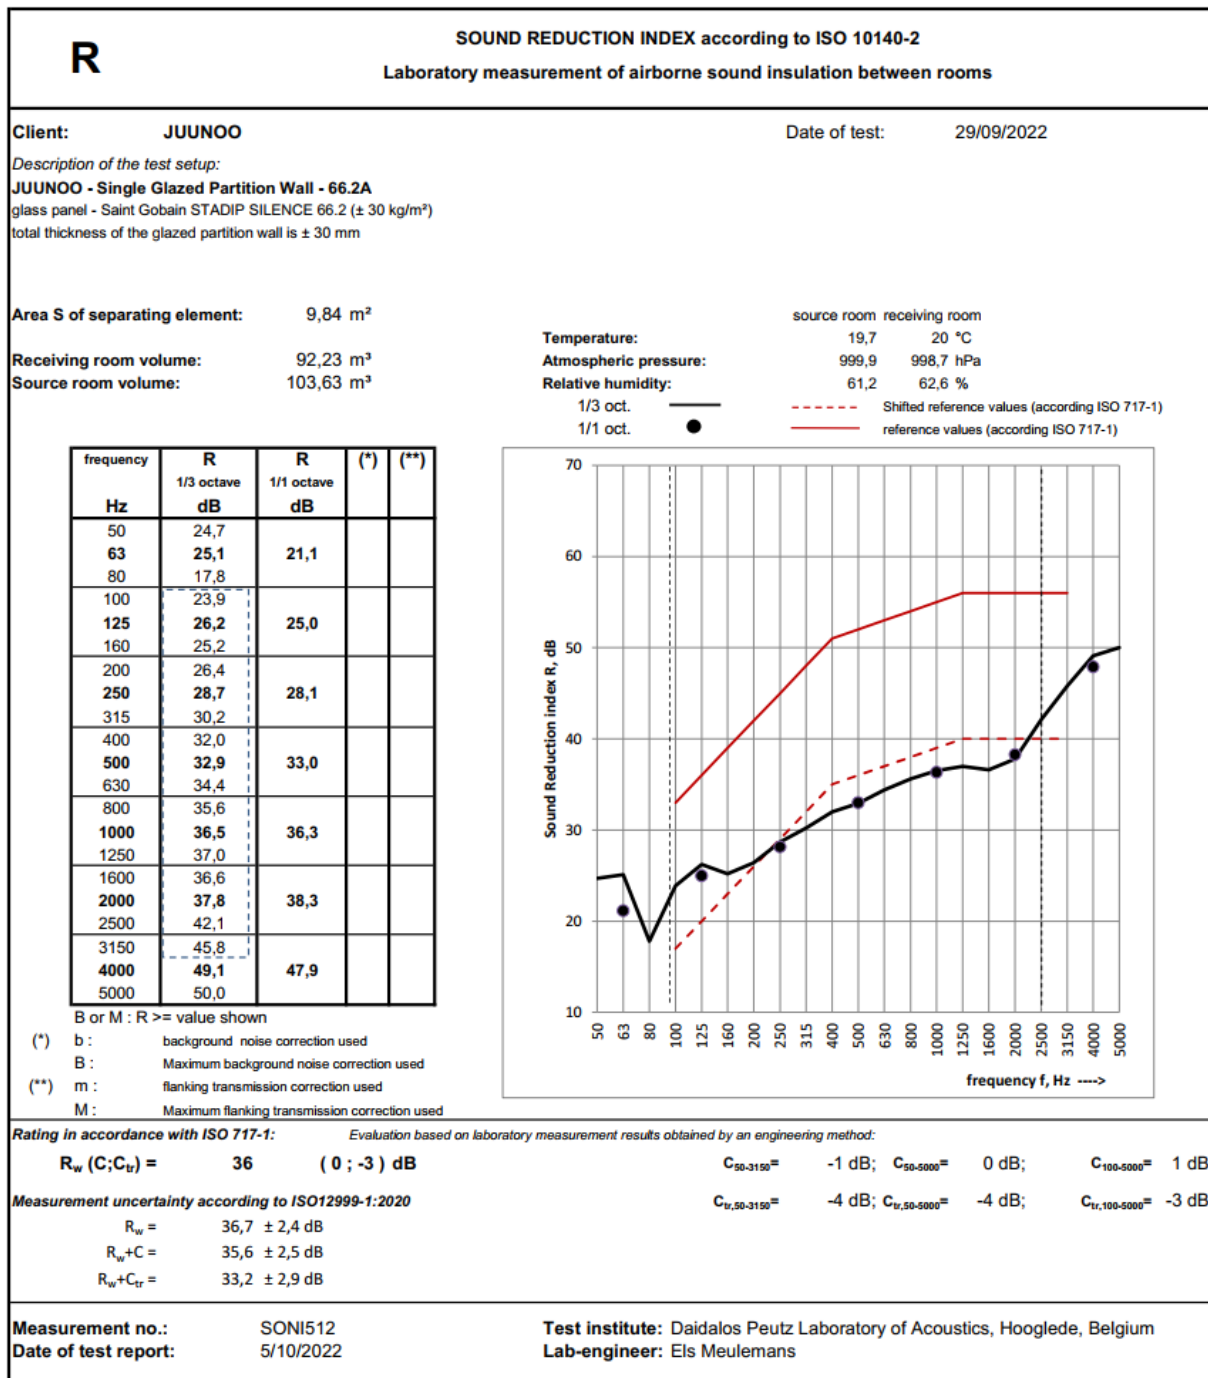 R
SOUND REDUCTION INDEX according to ISO 10140-2
Laboratory measurement of airborne sound insulation between rooms
Client: JUUNOO Date of test: 29/09/2022
Description of the test setup:
JUUNOO - Single Glazed Partition Wall - 66.2A
glass panel - Saint Gobain STADIP SILENCE 66.2 (± 30 kg/m²)
total thickness of the glazed partition wall is ± 30 mm
Area S of separating element: 9,84 m²
Receiving room volume: 92,23 m³
Source room volume: 103,63 m³
source room receiving room
Temperature: 19,7 20 °C
Atmospheric pressure: 999,9 998,7 hPa
Relative humidity: 61,2 62,6 %
1/3 oct. Shifted reference values (according ISO 717-1)
1/1 oct. reference values (according ISO 717-1)
frequency R R (*) (**)
1/3 octave 1/1 octave
Hz dB dB
50 24,7
63 25,1 21,1
80 17,8
100 23,9
125 26,2 25,0
160 25,2
200 26,4
250 28,7 28,1
315 30,2
400 32,0
500 32,9 33,0
630 34,4
800 35,6
1000 36,5 36,3
1250 37,0
1600 36,6
2000 37,8 38,3
2500 42,1
3150 45,8
4000 49,1 47,9
5000 50,0
B or M : R >= value shown
(*) b : background noise correction used
B : Maximum background noise correction used
(**) m : flanking transmission correction used
M : Maximum flanking transmission correction used
Sound Reduction index R, dB
70
60
50
40
30
20
10
50 63 80 100 125 160 200 250 315 400 500 630 800 1000 1250 1600 2000 2500 3150 4000 5000
frequency f, Hz ---->
Rating in accordance with ISO 717-1: Evaluation based on laboratory measurement results obtained by an engineering method:
Rw (C;Ctr) = 36 ( 0 ; -3 ) dB C50-3150= -1 dB; C50-5000= 0 dB; C100-5000= 1 dB
Measurement uncertainty according to ISO12999-1:2020 Ctr,50-3150= -4 dB; Ctr,50-5000= -4 dB; Ctr,100-5000= -3 dB
Rw = 36,7 ± 2,4 dB
Rw+C = 35,6 ± 2,5 dB
Rw+Ctr = 33,2 ± 2,9 dB
Measurement no.: SONI512 Test institute: Daidalos Peutz Laboratory of Acoustics, Hooglede, Belgium
Date of test report: 5/10/2022 Lab-engineer: Els Meulemans